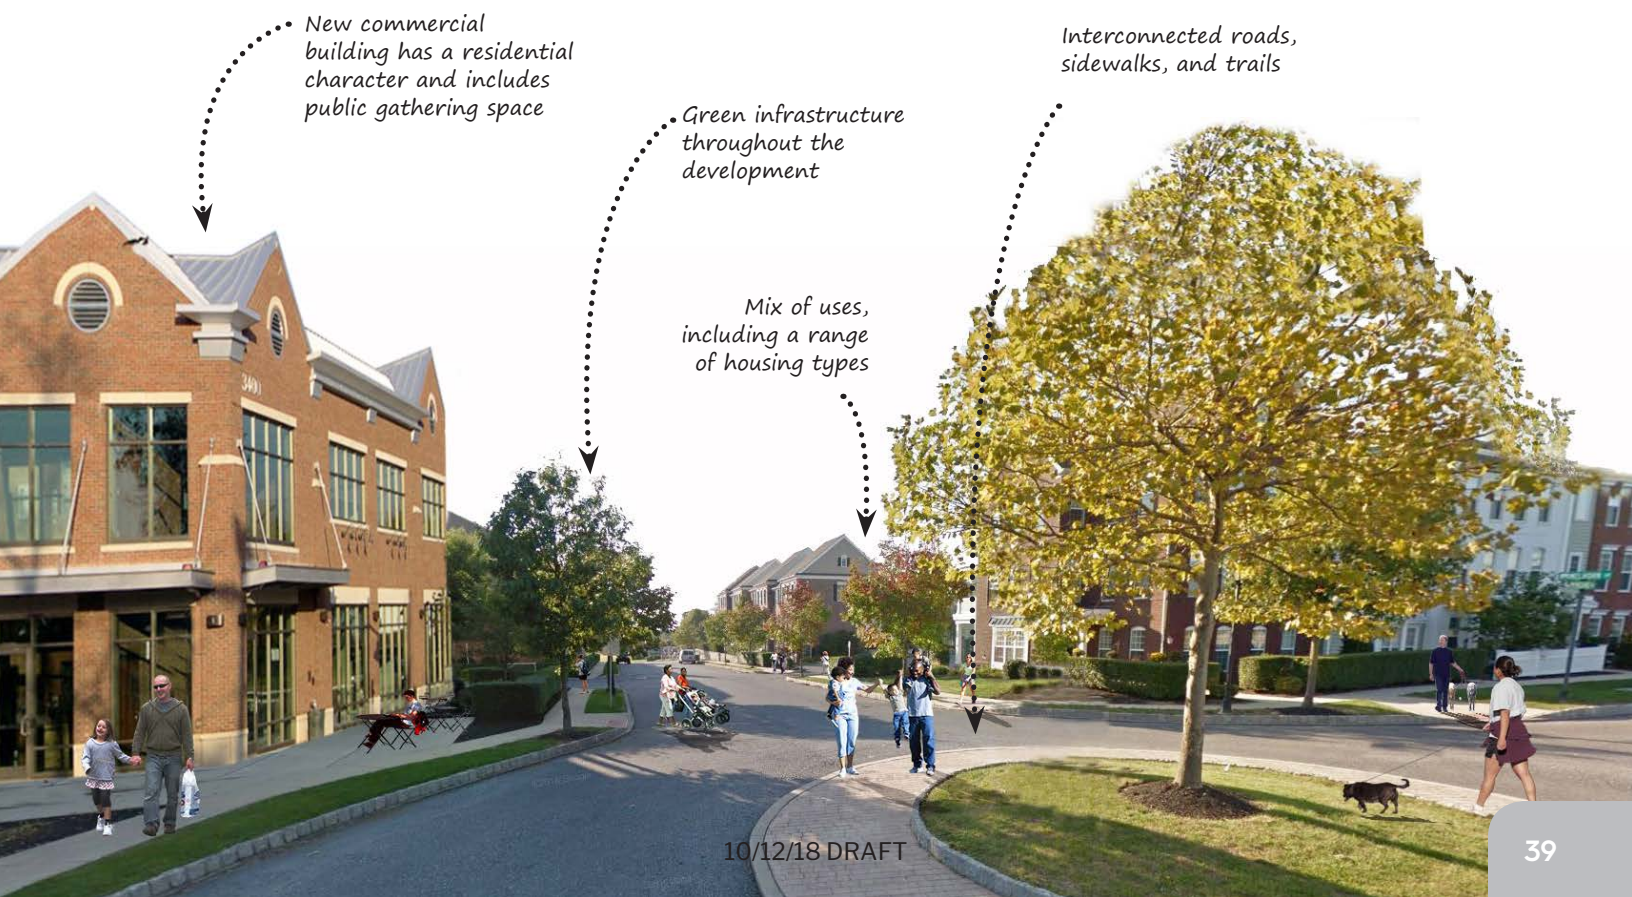 New commercial
building has a residential
character and includes
public gathering space
Interconnected roads,
sidewalks, and trails
Green infrastructure
throughout the
development
Mix of uses,
including a range
of housing types
3401
10/12/18 DRAFT
39